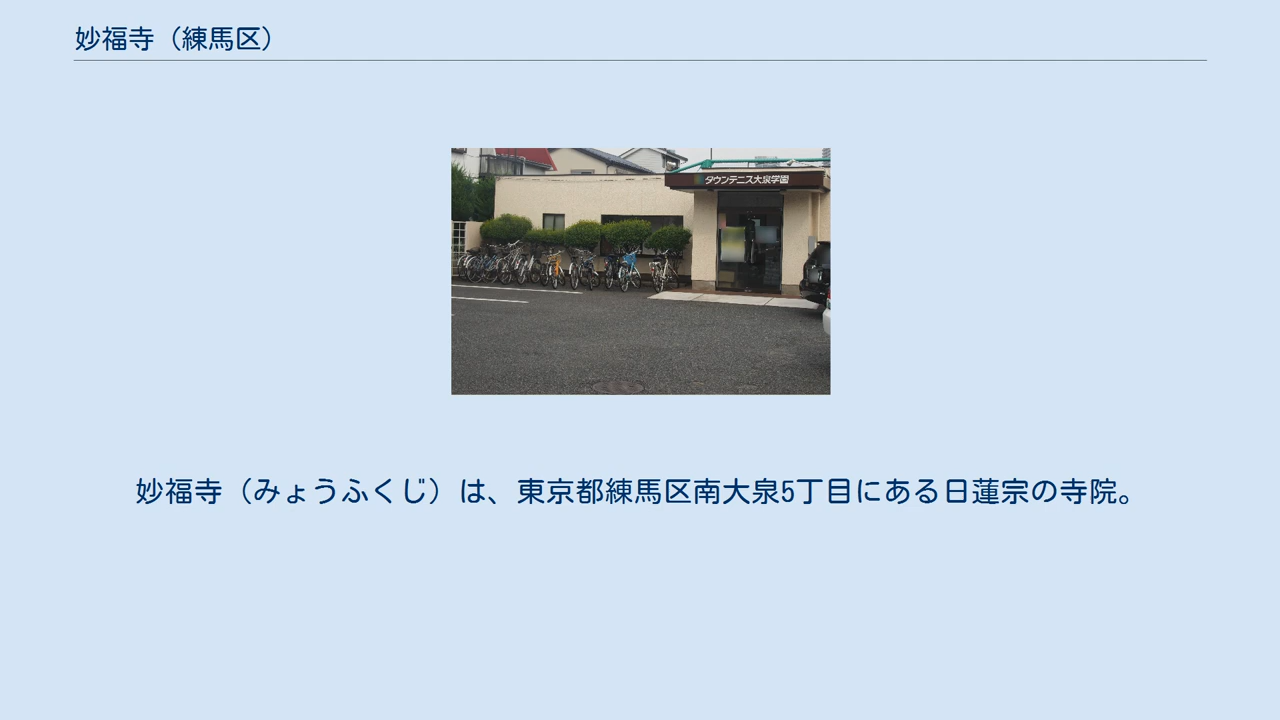 妙福寺（練馬区）
タウンテニス大泉学園
妙福寺（みょうふくじ）は、東京都練馬区南大泉5丁目にある日蓮宗の寺院。